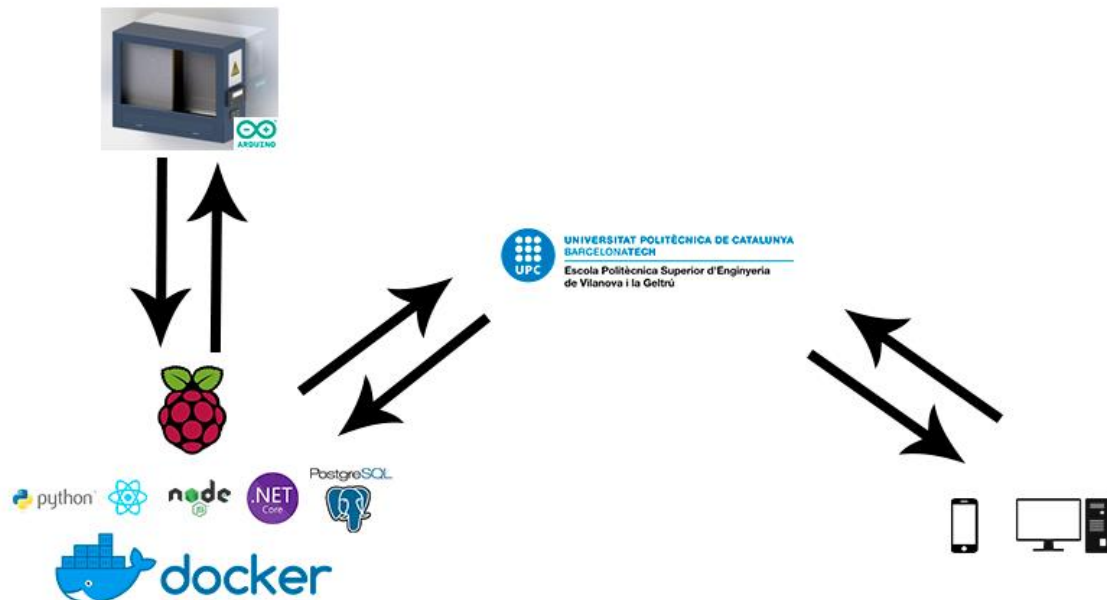 ARDUINO
UPC
UNIVERSITAT POLITÈCNICA DE CATALUNYA
BARCELONATECH
Escola Politècnica Superior d'Enginyeria
de Vilanova i la Geltrú
PostgreSQL
python
node
JS
.NET
Core
docker